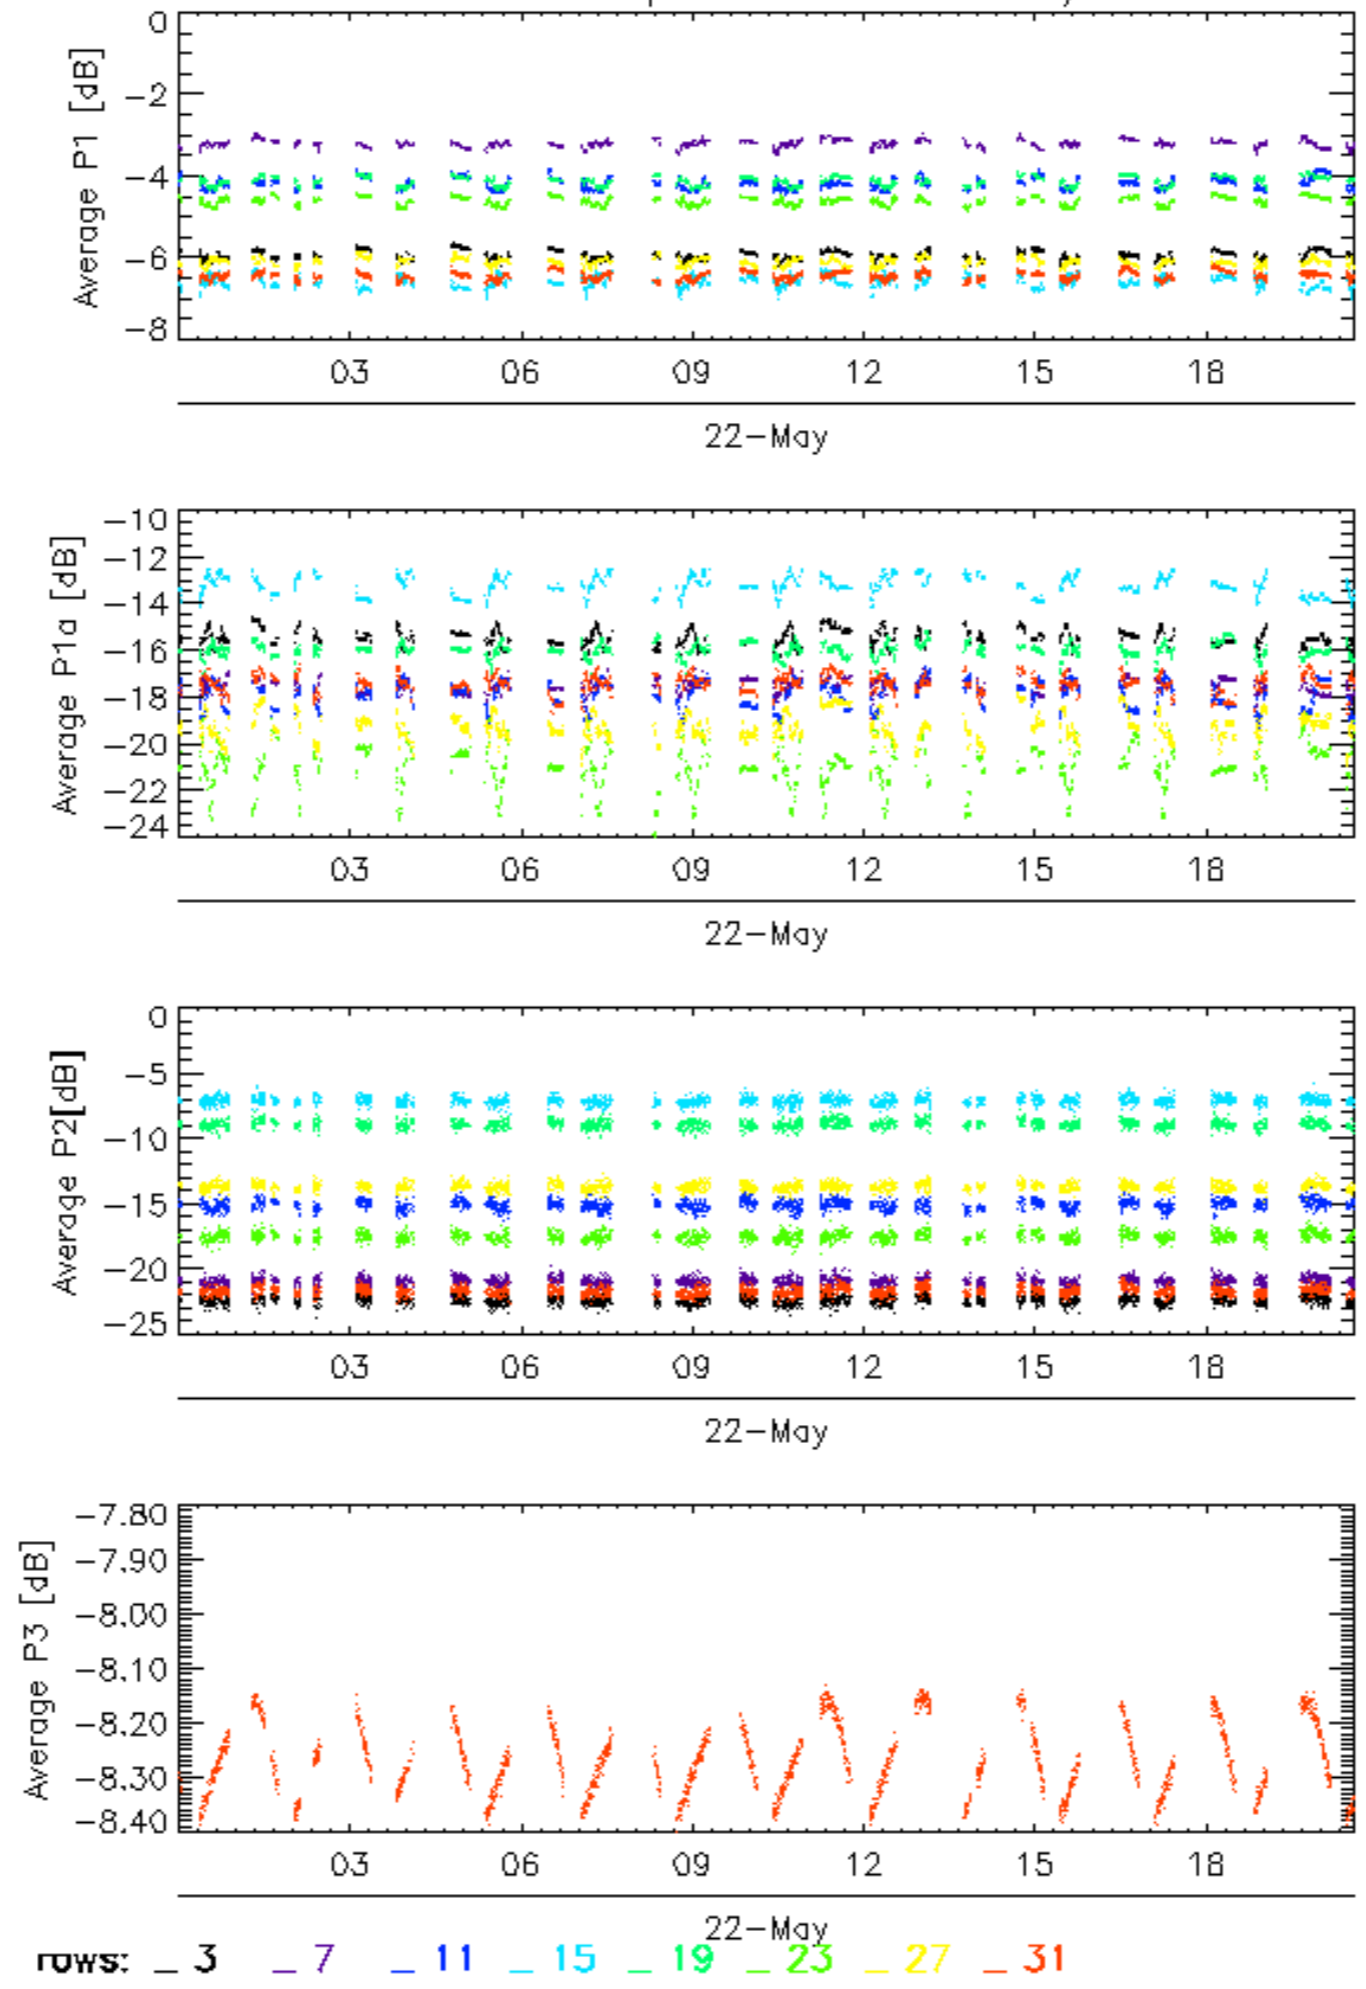 0
-2
-4
-6
-8
Average P1 [dB]
03 06 09 12 15 18
22-May
-10
-12
-14
-16
-18
-20
-22
-24
Average P1a [dB]
03 06 09 12 15 18
22-May
0
-5
-10
-15
-20
-25
Average P2[dB]
03 06 09 12 15 18
22-May
-7.80
-7.90
-8.00
-8.10
-8.20
-8.30
-8.40
Average P3 [dB]
03 06 09 12 15 18
22-May
rows: _ 3 _ 7 _ 11 _ 15 _ 19 _ 23 _ 27 _ 31